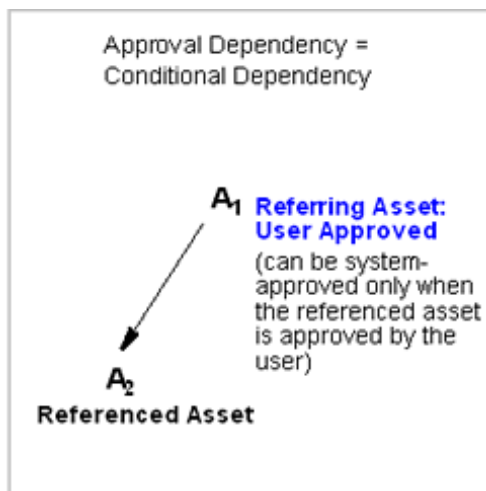 Approval Dependency =
Conditional Dependency
A1 Referring Asset:
User Approved
(can be system-
approved only when
the referenced asset
is approved by the
user)
A2
Referenced Asset